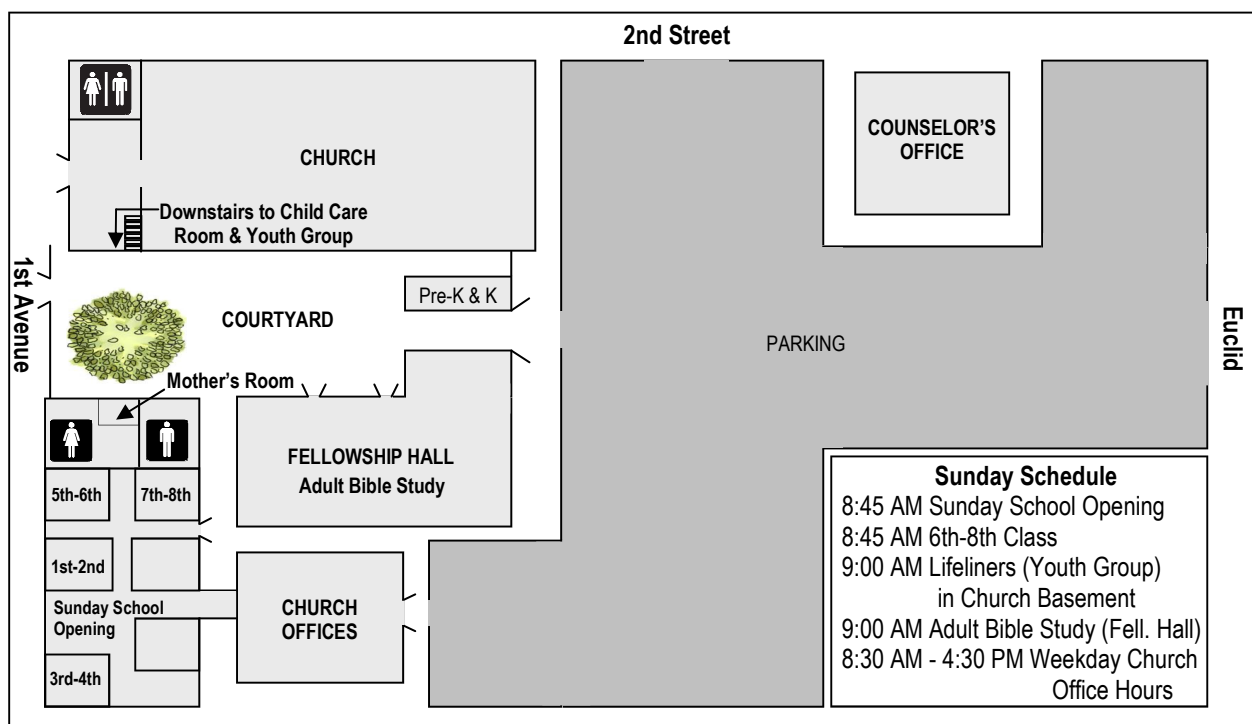 2nd Street
COUNSELOR'S
OFFICE
CHURCH
Downstairs to Child Care
Room & Youth Group
1st Avenue
Pre-K & K
COURTYARD
PARKING
Euclid
Mother's Room
FELLOWSHIP HALL
Adult Bible Study
5th-6th
7th-8th
1st-2nd
Sunday School
Opening
3rd-4th
CHURCH
OFFICES
Sunday Schedule
8:45 AM Sunday School Opening
8:45 AM 6th-8th Class
9:00 AM Lifeliners (Youth Group)
in Church Basement
9:00 AM Adult Bible Study (Fell. Hall)
8:30 AM - 4:30 PM Weekday Church
Office Hours